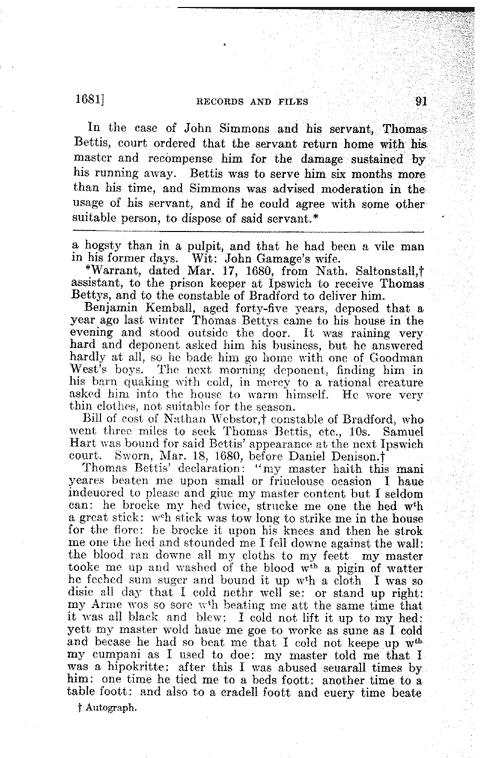 1681] RECORDS AND FILES 91
In the case of John Simmons and his servant, Thomas
Bettis, court ordered that the servant return home with his
master and recompense him for the damage sustained by
his running away. Bettis was to serve him six months more
than his time, and Simmons was advised moderation in the
usage of his servant, and if he could agree with some other
suitable person, to dispose of said servant.*
a hogsty than in a pulpit, and that he had been a vile man
in his former days. Wit: John Gamage's wife.
*Warrant, dated Mar. 17, 1680, from Nath. Saltonstall,†
assistant, to the prison keeper at Ipswich to receive Thomas
Bettys, and to the constable of Bradford to deliver him.
Benjamin Kemball, aged forty-five years, deposed that a
year ago last winter Thomas Bettys came to his house in the
evening and stood outside the door. It was raining very
hard and deponent asked him his business, but he answered
hardly at all, so he bade him go home with one of Goodman
West's boys. The next morning deponent, finding him in
his barn quaking with cold, in mercy to a rational creature
asked him into the house to warm himself. He wore very
thin clothes, not suitable for the season.
Bill of cost of Nathan Webstor,† constable of Bradford, who
went three miles to seek Thomas Bettis, etc., 10s. Samuel
Hart was bound for said Bettis' appearance at the next Ipswich
court. Sworn, Mar. 18, 1680, before Daniel Denison.†
Thomas Bettis' declaration: "my master haith this mani
yeares beaten me upon small or friuelouse ocasion I haue
indeuored to please and giue my master content but I seldom
can: he brocke my hed twice, strucke me one the hed wth
a great stick: wch stick was tow long to strike me in the house
for the flore: he brocke it upon his knees and then he strok
me one the hed and stounded me I fell downe against the wall:
the blood ran downe all my cloths to my feett my master
tooke me up and washed of the blood wth a pigin of watter
he feched sum suger and bound it up wth a cloth I was so
disie all day that I cold nethr well se: or stand up right:
my Arme wos so sore wth beating me att the same time that
it was all black and blew: I cold not lift it up to my hed:
yett my master wold haue me goe to worke as sune as I cold
and becase he had so beat me that I cold not keepe up wth
my cumpani as I used to doe: my master told me that I
was a hipokritte: after this I was abused seuarall times by
him: one time he tied me to a beds foott: another time to a
table foott: and also to a cradell foott and euery time beate
† Autograph.